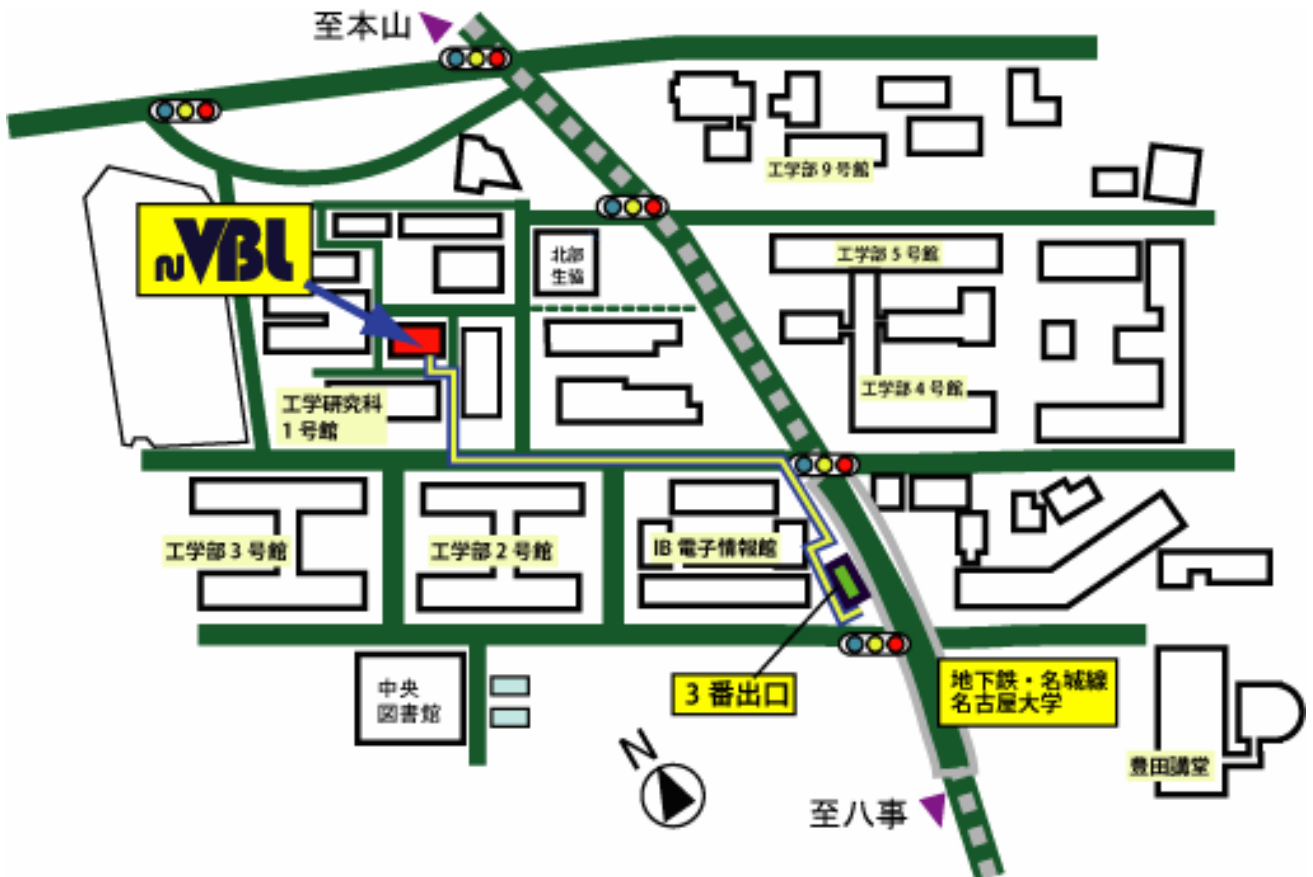 至本山
工学部9号館
VBL
北部
生協
工学部5号館
工学部4号館
工学研究科
1号館
工学部3号館
工学部2号館
IB電子情報館
中央
図書館
3番出口
地下鉄・名城線
名古屋大学
豊田講堂
N
至八事